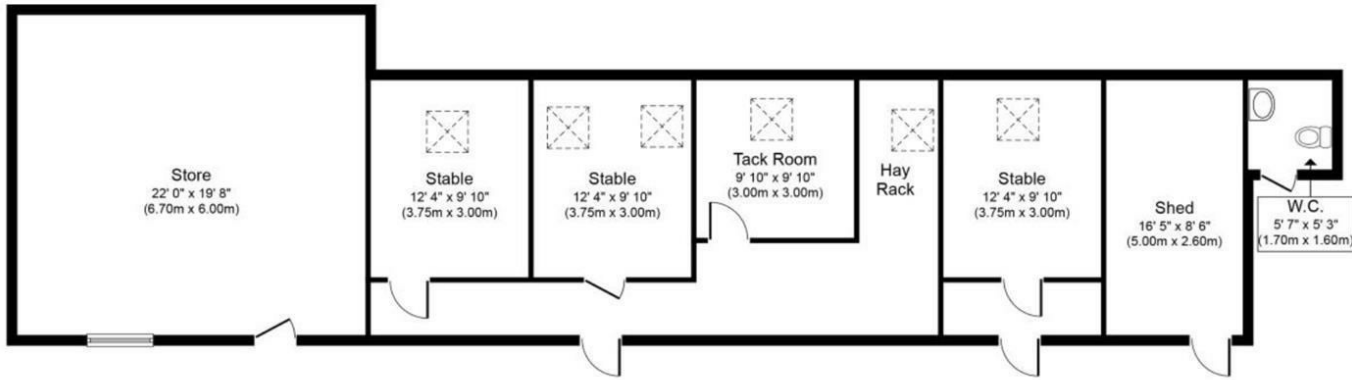 Store
22' 0" x 19' 8"
(6.70m x 6.00m)
Stable
12' 4" x 9' 10"
(3.75m x 3.00m)
Stable
12' 4" x 9' 10"
(3.75m x 3.00m)
Tack Room
9' 10" x 9' 10"
(3.00m x 3.00m)
Hay
Rack
Stable
12' 4" x 9' 10"
(3.75m x 3.00m)
Shed
16' 5" x 8' 6"
(5.00m x 2.60m)
W.C.
5' 7" x 5' 3"
(1.70m x 1.60m)